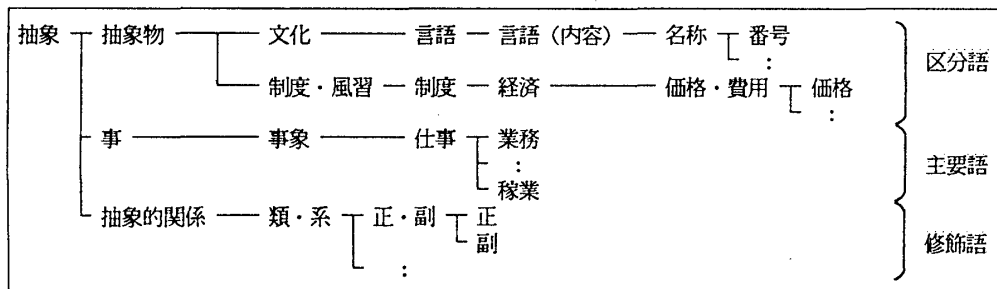 抽象 抽象物 文化 言語 言語(内容) 名称 番号
:
区分語
制度・風習 制度 経済 価格・費用 価格
:
事 事象 仕事 業務
:
主要語
稼業
抽象的関係 類・系 正・副 正
副
修飾語
: